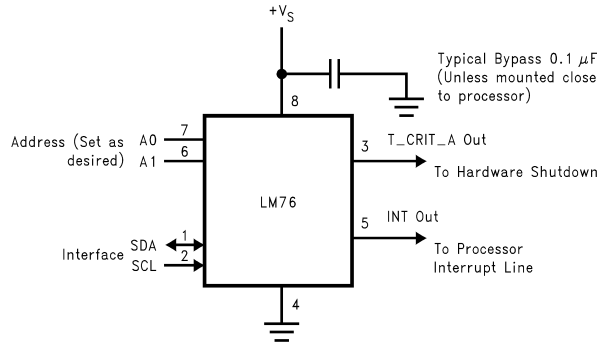 +VS
Typical Bypass 0.1 μF
(Unless mounted close
to processor)
8
Address (Set as
desired)
A0
7
A1
6
3
T_CRIT_A Out
To Hardware Shutdown
LM76
5
INT Out
To Processor
Interrupt Line
Interface
SDA
1
SCL
2
4